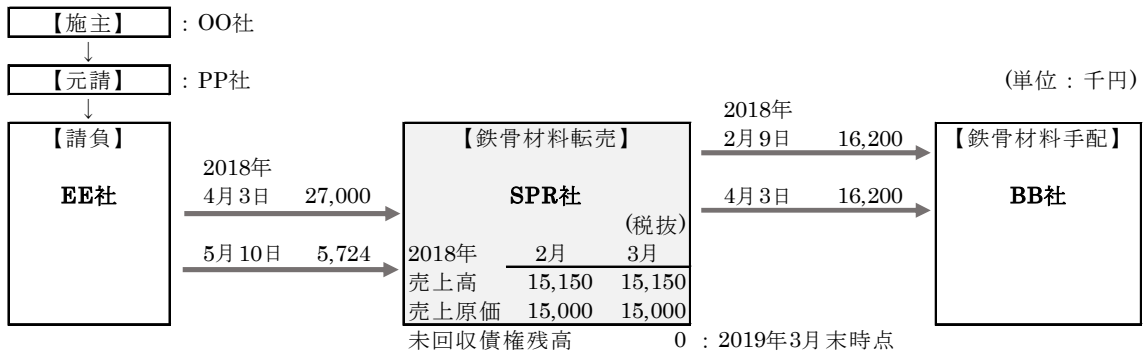 【施主】 : OO社
↓
【元請】 : PP社 (単位:千円)
↓
【請負】
EE社
2018年
4月3日 27,000
5月10日 5,724
【鉄骨材料転売】
SPR社
(税抜)
2018年 2月 3月
売上高 15,150 15,150
売上原価 15,000 15,000
未回収債権残高 0 : 2019年3月末時点
2018年
2月9日 16,200
4月3日 16,200
【鉄骨材料手配】
BB社